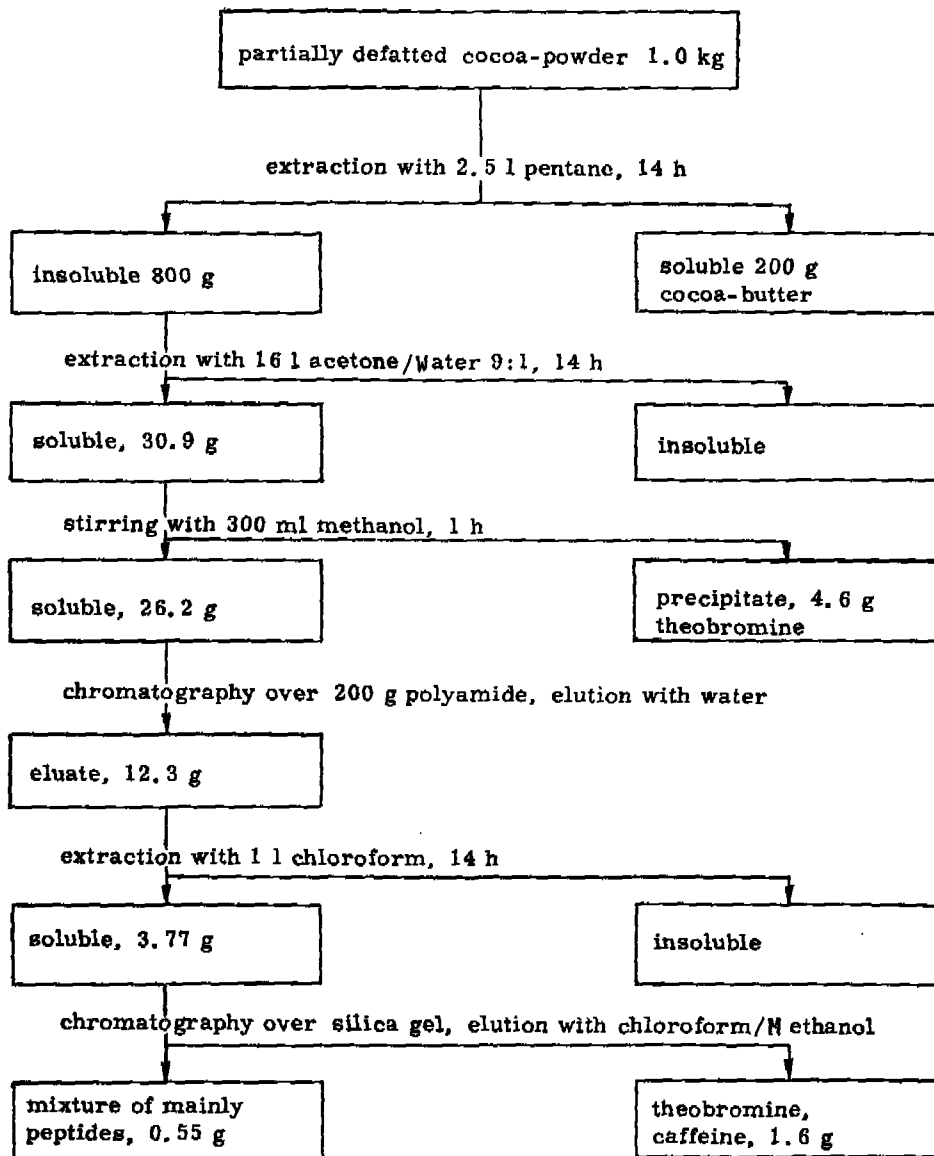 partially defatted cocoa-powder 1.0 kg
extraction with 2.5 l pentane, 14 h
insoluble 800 g
soluble 200 g
cocoa-butter
extraction with 16 l acetone/Water 9:1, 14 h
soluble, 30.9 g
insoluble
stirring with 300 ml methanol, 1 h
soluble, 26.2 g
precipitate, 4.6 g
theobromine
chromatography over 200 g polyamide, elution with water
eluate, 12.3 g
extraction with 1 l chloroform, 14 h
soluble, 3.77 g
insoluble
chromatography over silica gel, elution with chloroform/Methanol
mixture of mainly
peptides, 0.55 g
theobromine,
caffeine, 1.6 g